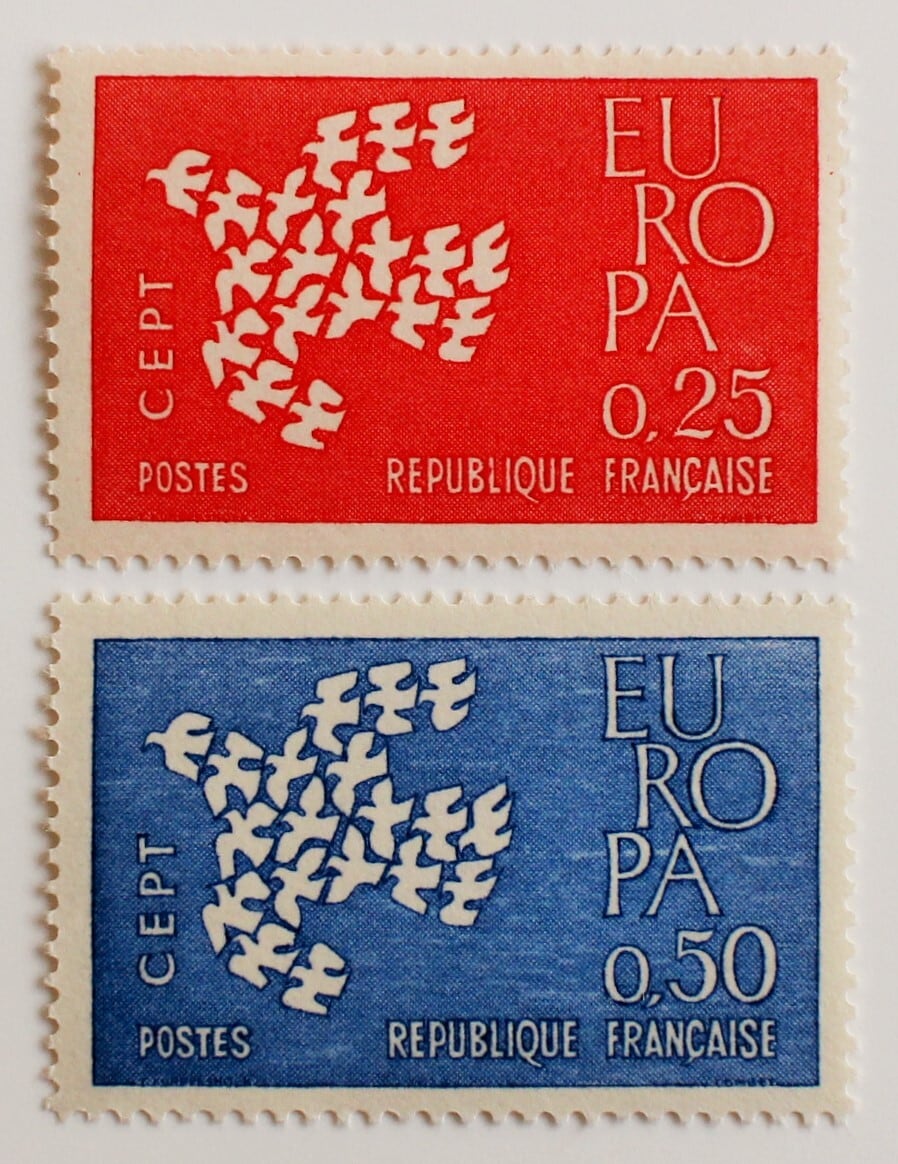 EU
RO
PA
0,25
CEPT
POSTES REPUBLIQUE FRANÇAISE
EU
RO
PA
0,50
CEPT
POSTES REPUBLIQUE FRANÇAISE